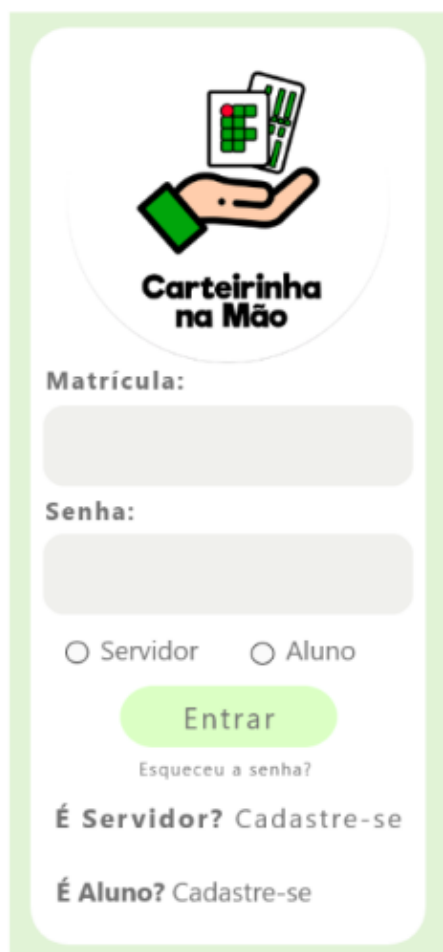 Carteirinha
na Mão
Matrícula:
Senha:
Servidor Aluno
Entrar
Esqueceu a senha?
É Servidor? Cadastre-se
É Aluno? Cadastre-se